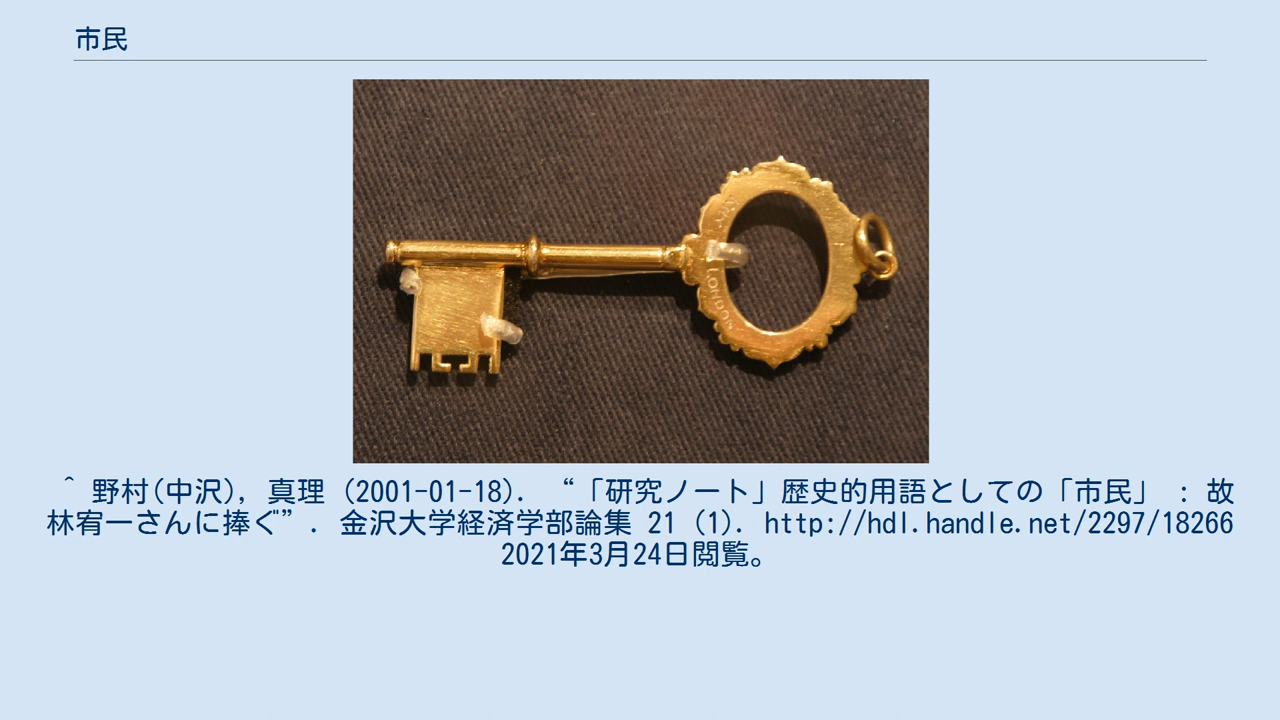 市民
LONDON
^ 野村(中沢), 真理 (2001-01-18). “「研究ノート」歴史的用語としての「市民」 : 故
林宥一さんに捧ぐ”. 金沢大学経済学部論集 21 (1). http://hdl.handle.net/2297/18266
2021年3月24日閲覧。